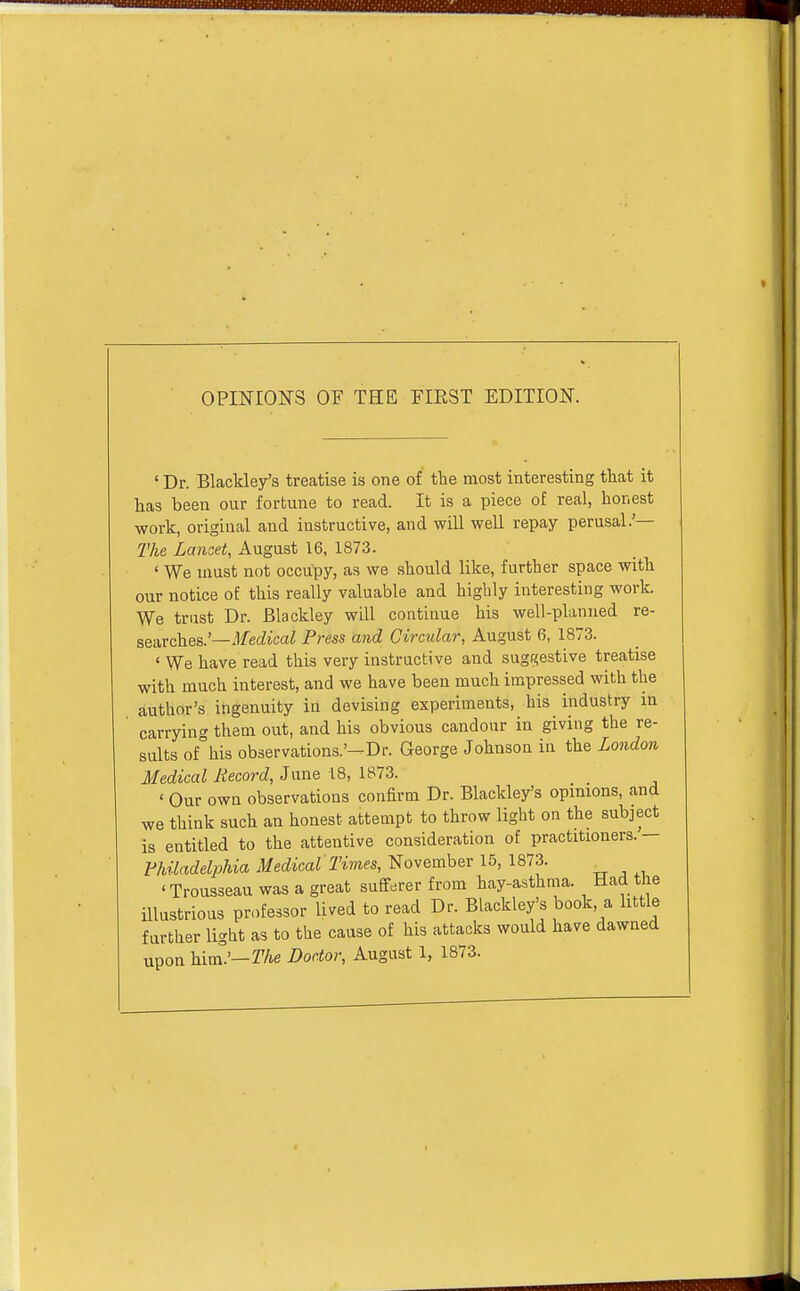 OPINIONS OF THE FIRST EDITION.
‘ Dr. Blackley’s treatise is one of the most interesting that it
has been our fortune to read. It is a piece of real, honest
work, original and instructive, and will well repay perusal.’—
The Lancet, August 16, 1873.
‘ We must not occupy, as we should like, further space with
our notice of this really valuable and highly interesting work.
We trust Dr. Blackley will continue his well-planned re-
searches.’—Medical Press and Circular, August 6, 1873.
‘ We have read this very instructive and suggestive treatise
with much interest, and we have been much impressed with the
author’s ingenuity in devising experiments, his industry in
carrying them out, and his obvious candour in giving the re-
sults of his observations.’—Dr. George Johnson in the London
Medical Record, June 18, 1873.
‘ Our own observations confirm Dr. Blackley’s opinions, and
we think such an honest attempt to throw light on the subject
is entitled to the attentive consideration of practitioners.’—
Philadelphia Medical Times, November 15, 1873.
‘ Trousseau was a great sufferer from hay-asthma. Had the
illustrious professor lived to read Dr. Blackley’s book, a little
further light as to the cause of his attacks would have dawned
upon him.’—The Doctor, August 1, 1873.